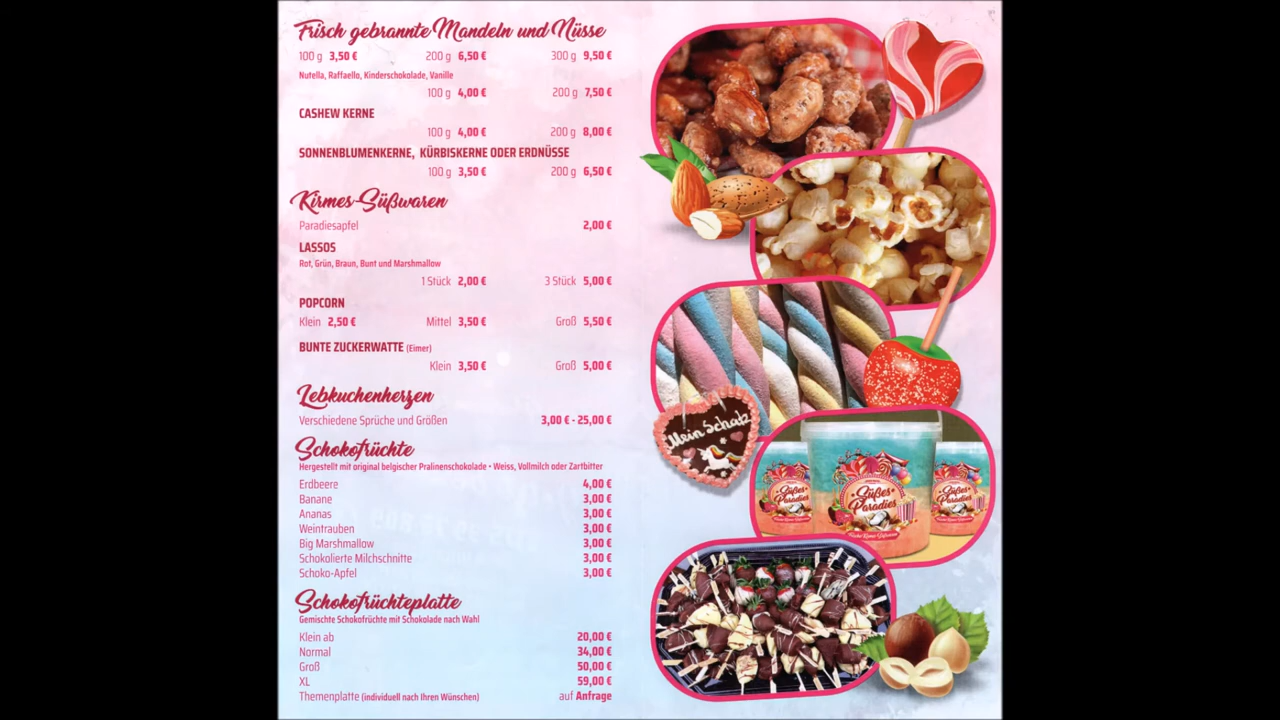 Frisch gebrannte Mandeln und Nüsse
100 g 3,50 € 200 g 6,50 € 300 g 9,50 €
Nutella, Raffaello, Kinderschokolade, Vanille
100 g 4,00 € 200 g 7,50 €
CASHEW KERNE
100 g 4,00 € 200 g 8,00 €
SONNENBLUMENKERNE, KÜRBISKERNE ODER ERDNÜSSE
100 g 3,50 € 200 g 6,50 €
Kirmes-Süßwaren
Paradiesapfel 2,00 €
LASSOS
Rot, Grün, Braun, Bunt und Marshmallow
1 Stück 2,00 € 3 Stück 5,00 €
POPCORN
Klein 2,50 € Mittel 3,50 € Groß 5,50 €
BUNTE ZUCKERWATTE (Eimer)
Klein 3,50 € Groß 5,00 €
Lebkuchenherzen
Verschiedene Sprüche und Größen 3,00 € - 25,00 €
Schokofrüchte
Hergestellt mit original belgischer Pralinenschokolade • Weiss, Vollmilch oder Zartbitter
Erdbeere 4,00 €
Banane 3,00 €
Ananas 3,00 €
Weintrauben 3,00 €
Big Marshmallow 3,00 €
Schokolierte Milchschnitte 3,00 €
Schoko-Apfel 3,00 €
Schokofrüchteplatte
Gemischte Schokofrüchte mit Schokolade nach Wahl
Klein ab 20,00 €
Normal 34,00 €
Groß 50,00 €
XL 59,00 €
Themenplatte (individuell nach Ihren Wünschen) auf Anfrage
Mein Schatz
Süßes Paradies
Süßes Paradies
Süßes Paradies